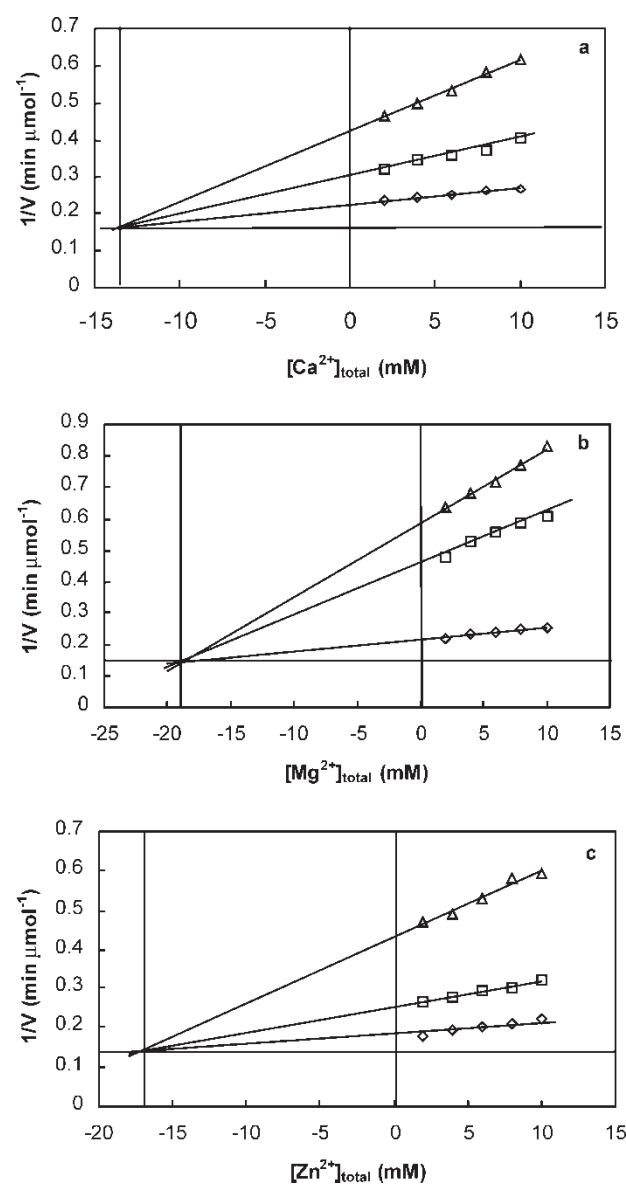 a
0.7
0.6
0.5
0.4
0.3
0.2
0.1
0
1/V (min μmol⁻¹)
-15 -10 -5 0 5 10 15
[Ca²⁺]total (mM)
b
0.9
0.8
0.7
0.6
0.5
0.4
0.3
0.2
0.1
0
1/V (min μmol⁻¹)
-25 -20 -15 -10 -5 0 5 10 15
[Mg²⁺]total (mM)
c
0.7
0.6
0.5
0.4
0.3
0.2
0.1
0
1/V (min μmol⁻¹)
-20 -15 -10 -5 0 5 10 15
[Zn²⁺]total (mM)